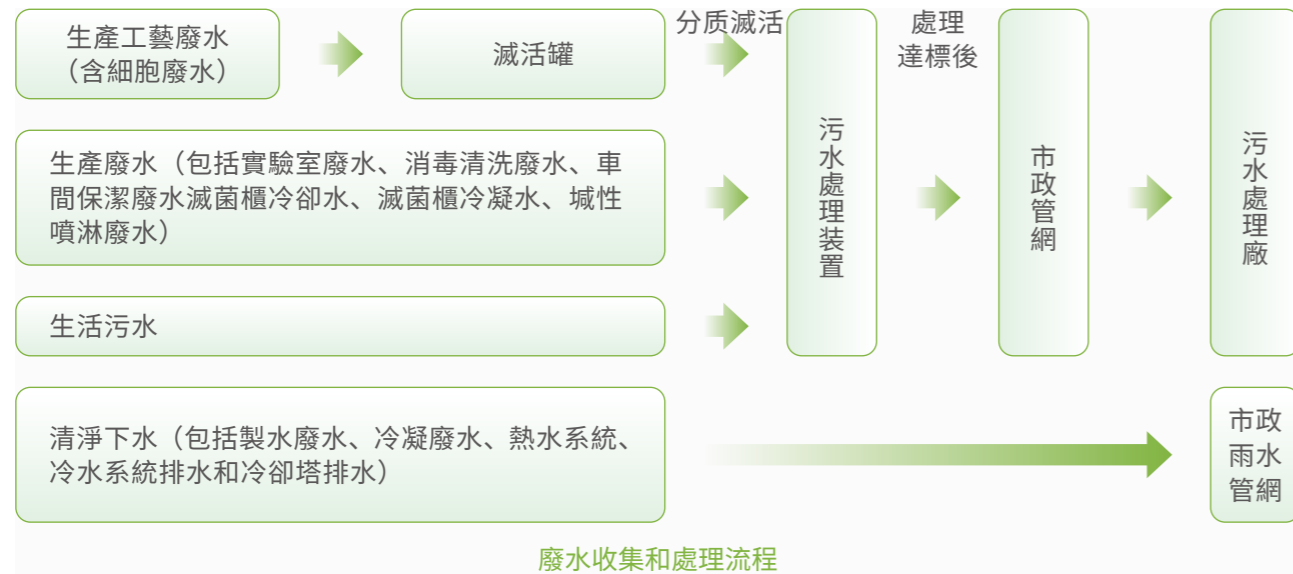 生產工藝廢水
（含細胞廢水）
滅活罐
分质滅活
處理
達標後
生產廢水（包括實驗室廢水、消毒清洗廢水、車
間保潔廢水滅菌櫃冷卻水、滅菌櫃冷凝水、堿性
噴淋廢水）
生活污水
污水處理裝置
市政管網
污水處理廠
清淨下水（包括製水廢水、冷凝廢水、熱水系統、
冷水系統排水和冷卻塔排水）
市政
雨水
管網
廢水收集和處理流程